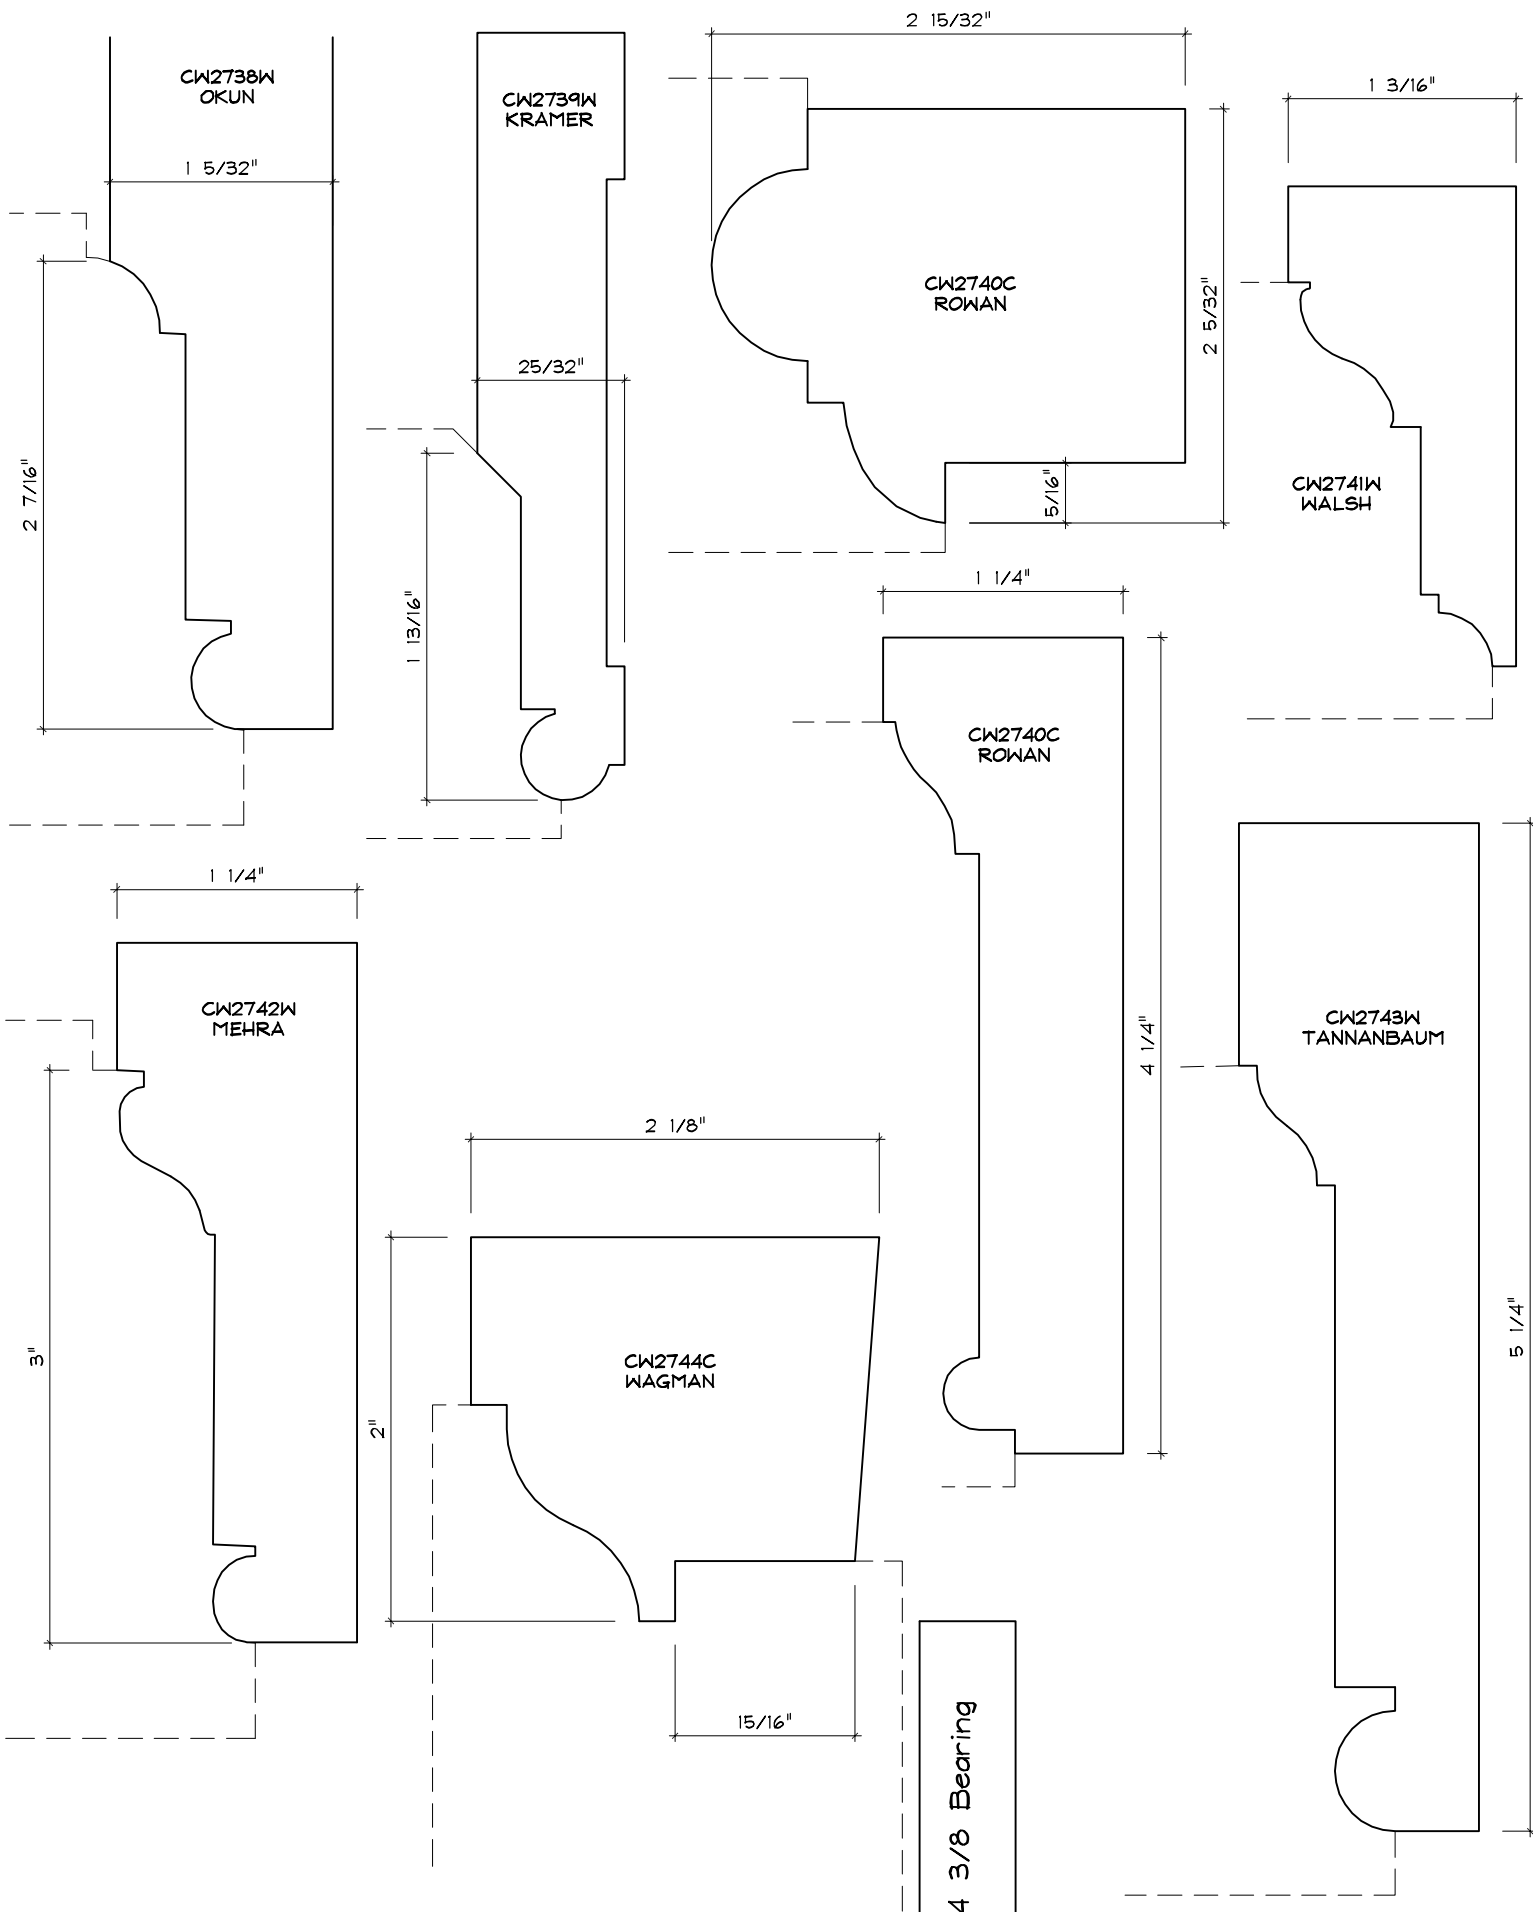 CW2738W
OKUN
1 5/32"
2 7/16"
CW2739W
KRAMER
25/32"
1 13/16"
2 15/32"
CW2740C
ROWAN
2 5/32"
5/16"
1 3/16"
CW2741W
WALSH
1 1/4"
CW2740C
ROWAN
4 1/4"
1 1/4"
CW2742W
MEHRA
3"
2 1/8"
2"
CW2744C
WAGMAN
15/16"
4 3/8 Bearing
CW2743W
TANNANBAUM
5 1/4"